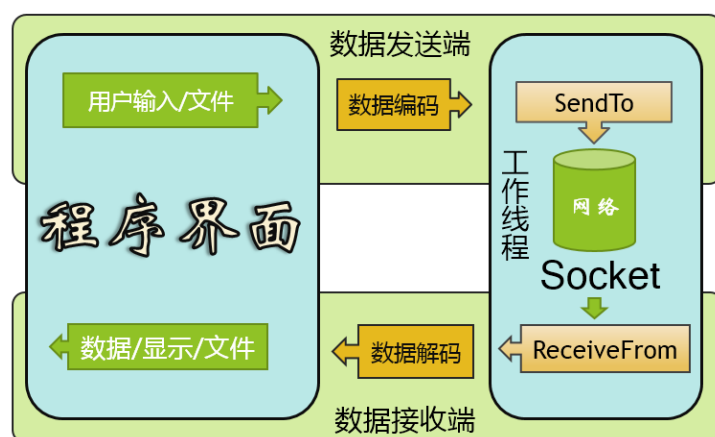 数据发送端
用户输入/文件
数据编码
SendTo
工作线程
网络
程序界面
Socket
数据/显示/文件
数据解码
ReceiveFrom
数据接收端